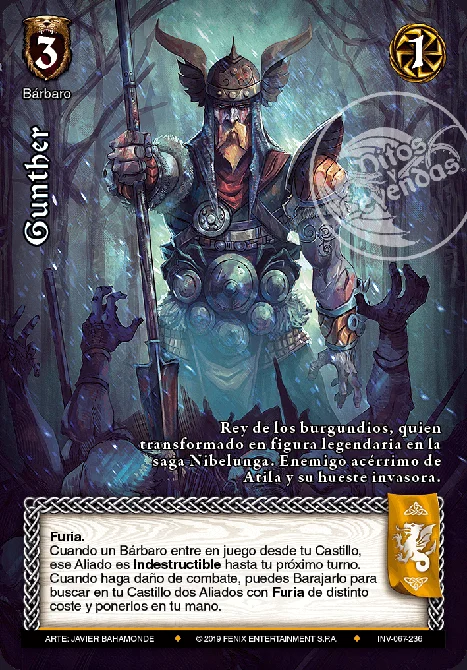 3
1
Bárbaro
Gunther
Mitos y
Leyendas
Rey de los burgundios, quien
transformado en figura legendaria en la
saga Nibelunga. Enemigo acérrimo de
Atila y su hueste invasora.
Furia.
Cuando un Bárbaro entre en juego desde tu Castillo,
ese Aliado es Indestructible hasta tu próximo turno.
Cuando haga daño de combate, puedes Barajarlo para
buscar en tu Castillo dos Aliados con Furia de distinto
coste y ponerlos en tu mano.
ARTE: JAVIER BAHAMONDE ♦ © 2019 FENIX ENTERTAINMENT S.P.A. ♦ INV-067-236